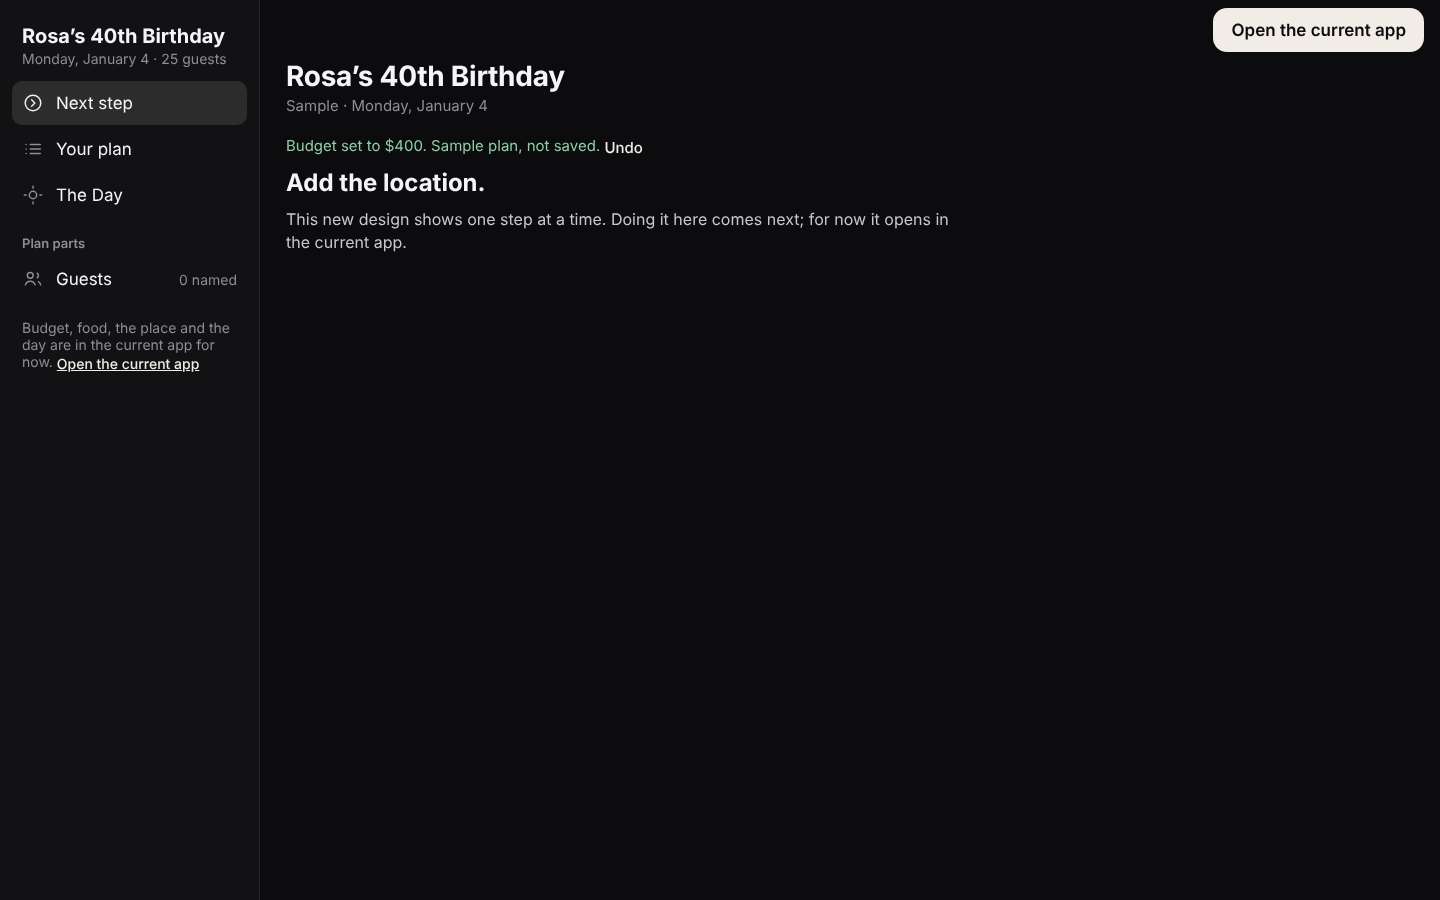 Rosa’s 40th Birthday
Monday, January 4 · 25 guests
Next step
Your plan
The Day
Plan parts
Guests 0 named
Budget, food, the place and the
day are in the current app for
now. Open the current app
Open the current app
Rosa’s 40th Birthday
Sample · Monday, January 4
Budget set to $400. Sample plan, not saved. Undo
Add the location.
This new design shows one step at a time. Doing it here comes next; for now it opens in
the current app.